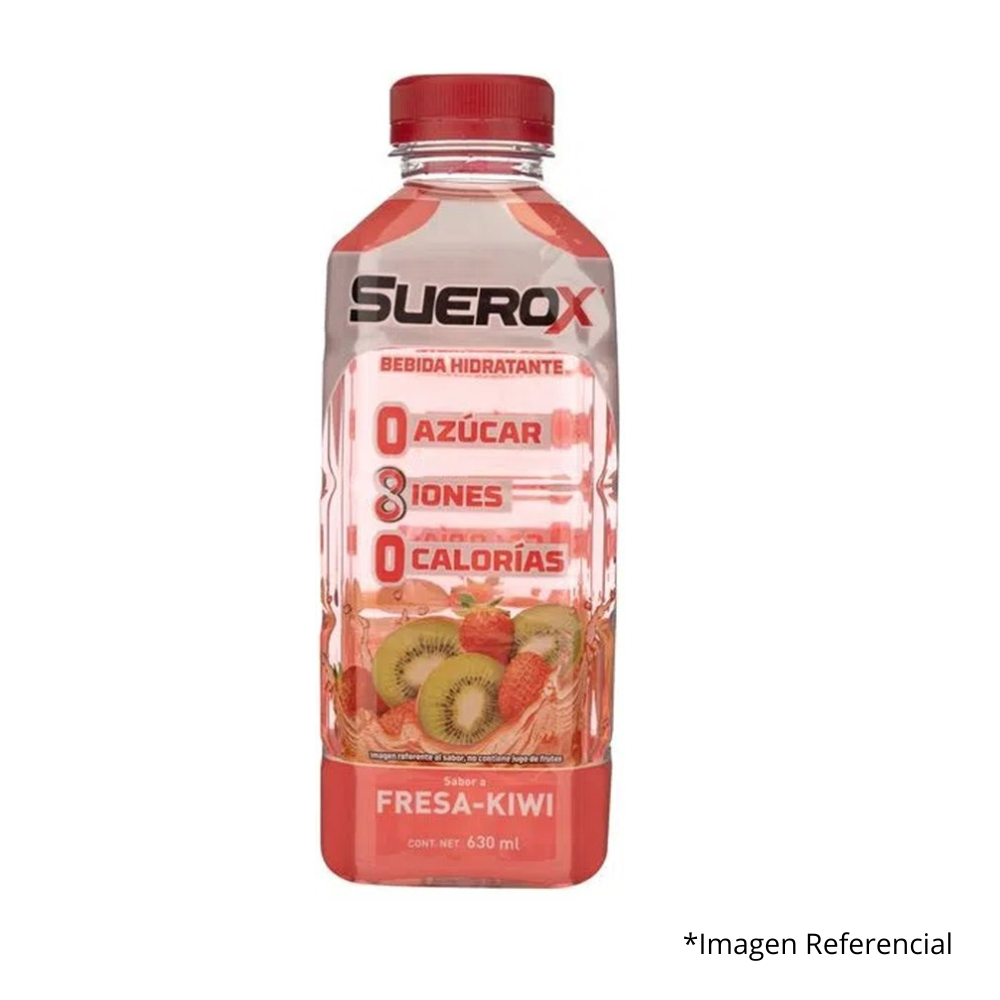 SUEROX
BEBIDA HIDRATANTE
0 AZÚCAR
8 IONES
0 CALORÍAS
Imagen referente al sabor, no contiene jugo de frutas
Sabor a
FRESA-KIWI
CONT. NET. 630 ml
*Imagen Referencial